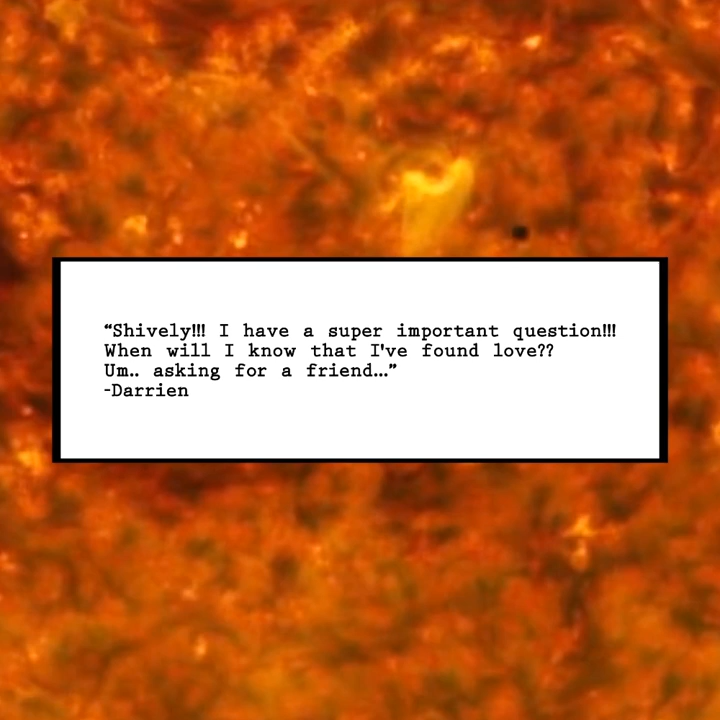 “Shively!!! I have a super important question!!!
When will I know that I've found love??
Um.. asking for a friend...”
-Darrien